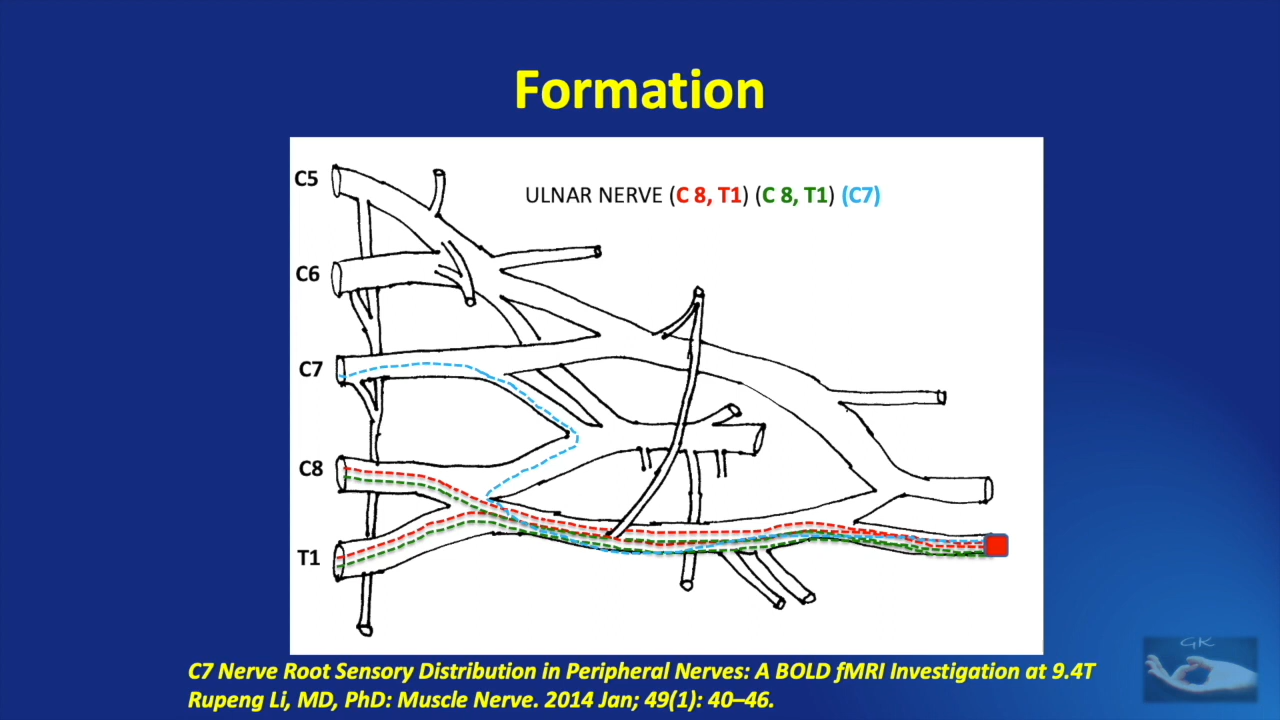 Formation
ULNAR NERVE (C 8, T1) (C 8, T1) (C7)
C5
C6
C7
C8
T1
GK
C7 Nerve Root Sensory Distribution in Peripheral Nerves: A BOLD fMRI Investigation at 9.4T
Rupeng Li, MD, PhD: Muscle Nerve. 2014 Jan; 49(1): 40–46.